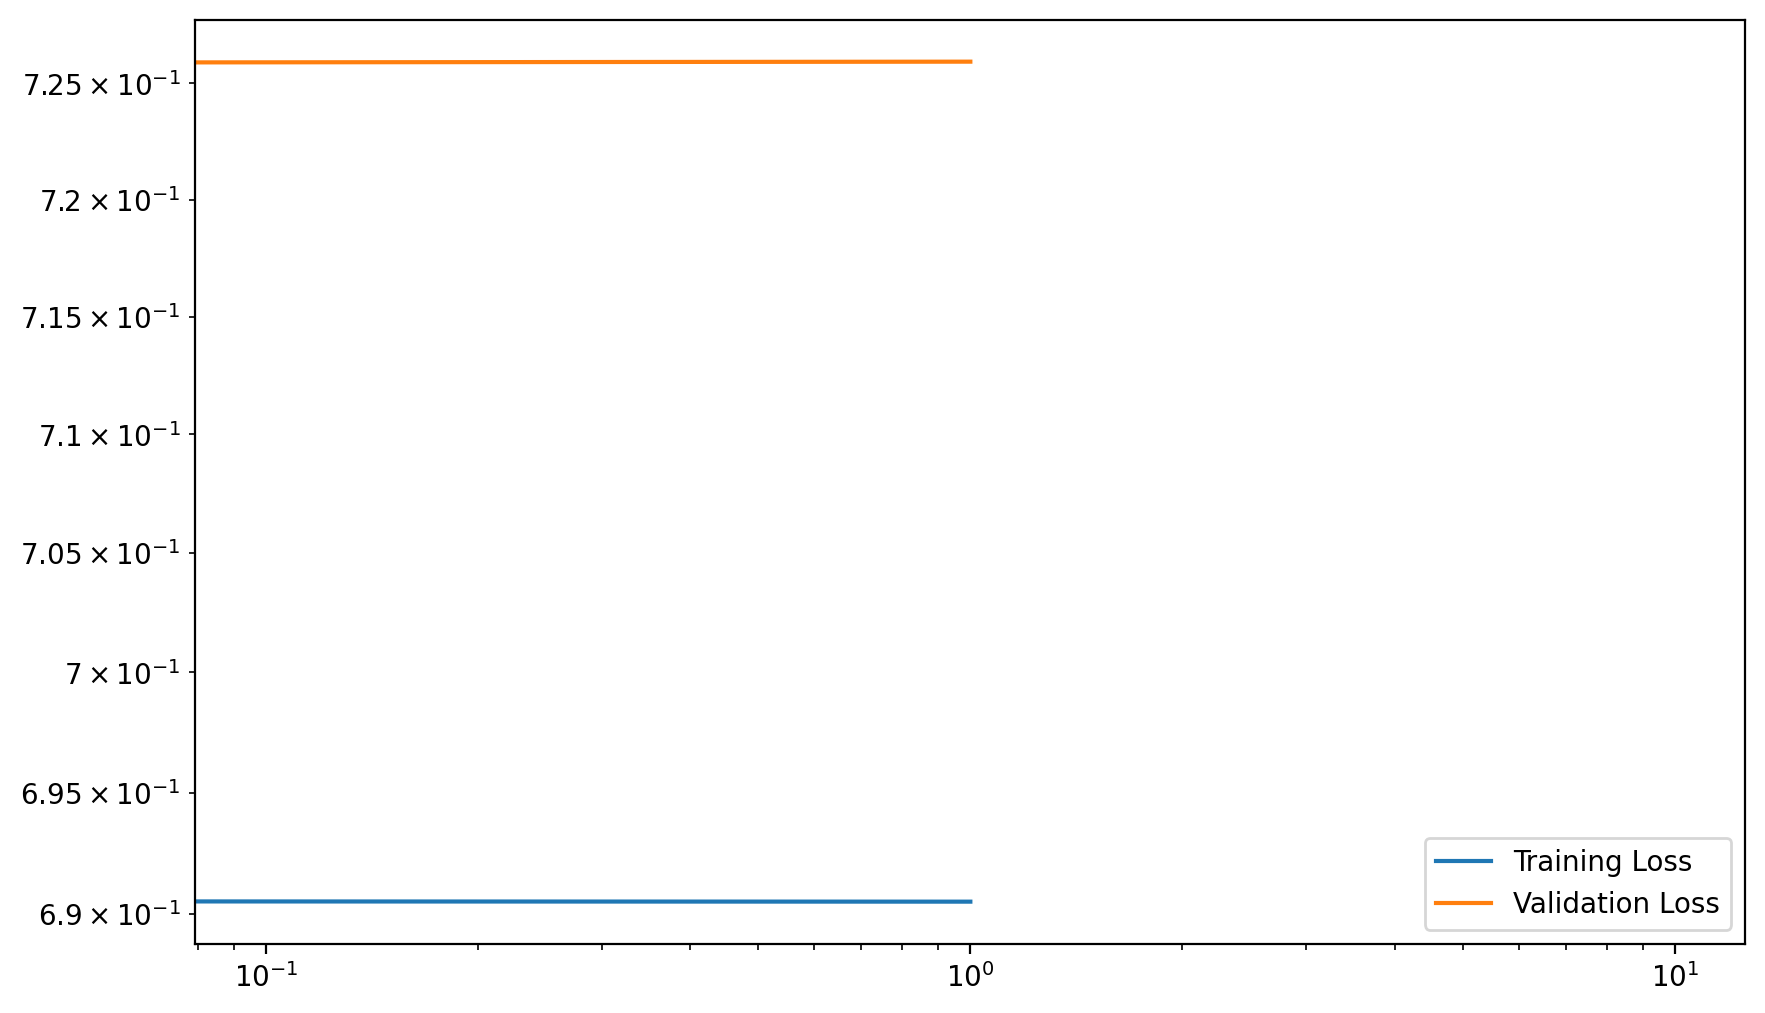 7.25 × 10⁻¹
7.2 × 10⁻¹
7.15 × 10⁻¹
7.1 × 10⁻¹
7.05 × 10⁻¹
7 × 10⁻¹
6.95 × 10⁻¹
6.9 × 10⁻¹
Training Loss
Validation Loss
10⁻¹
10⁰
10¹